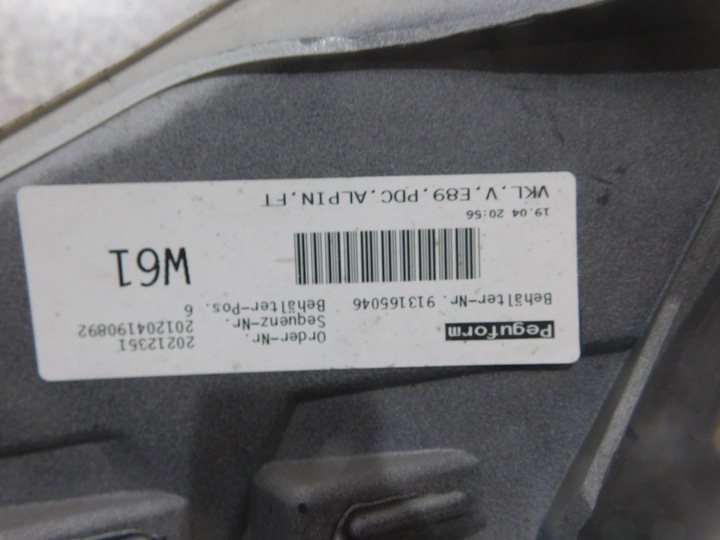 Peguform
Order-Nr. 20212351
Sequenz-Nr. 201204190892
Behälter-Nr. 913165046 Behälter-Pos. 6
W61
19.04 20:56
VKL.V.E89.PDC.ALPIN.FT